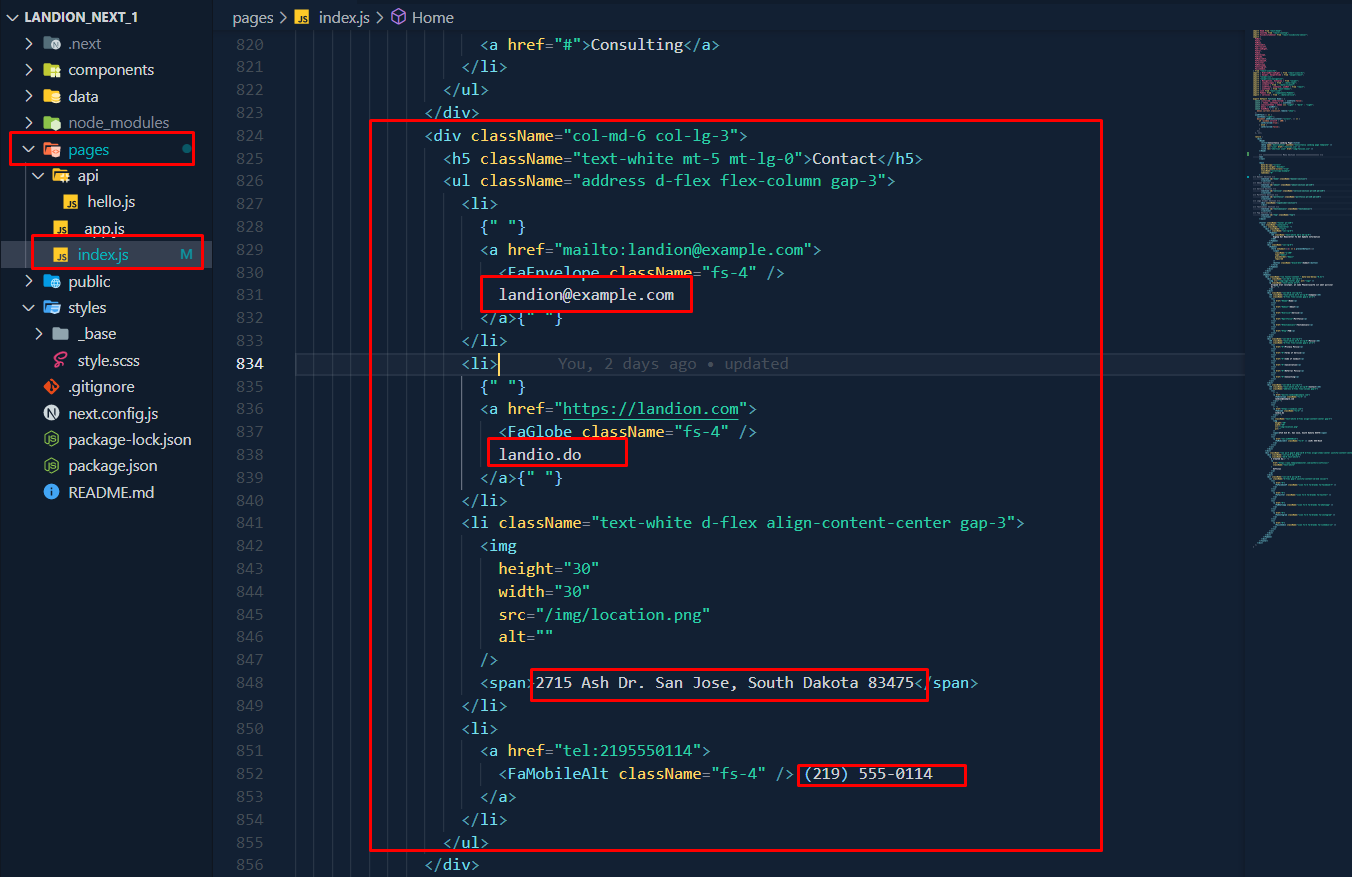 LANDION_NEXT_1
.next
components
data
node_modules
pages
api
hello.js
_app.js
index.js M
public
styles
_base
style.scss
.gitignore
next.config.js
package-lock.json
package.json
README.md
pages > JS index.js > Home
820 <a href="#">Consulting</a>
821 </li>
822 </ul>
823 </div>
824 <div className="col-md-6 col-lg-3">
825 <h5 className="text-white mt-5 mt-lg-0">Contact</h5>
826 <ul className="address d-flex flex-column gap-3">
827 <li>
828 {" "}
829 <a href="mailto:landion@example.com">
830 <FaEnvelope className="fs-4" />
831 landion@example.com
832 </a>{" "}
833 </li>
834 <li> You, 2 days ago • updated
835 {" "}
836 <a href="https://landion.com">
837 <FaGlobe className="fs-4" />
838 landio.do
839 </a>{" "}
840 </li>
841 <li className="text-white d-flex align-content-center gap-3">
842 <img
843 height="30"
844 width="30"
845 src="/img/location.png"
846 alt=""
847 />
848 <span>2715 Ash Dr. San Jose, South Dakota 83475</span>
849 </li>
850 <li>
851 <a href="tel:2195550114">
852 <FaMobileAlt className="fs-4" /> (219) 555-0114
853 </a>
854 </li>
855 </ul>
856 </div>